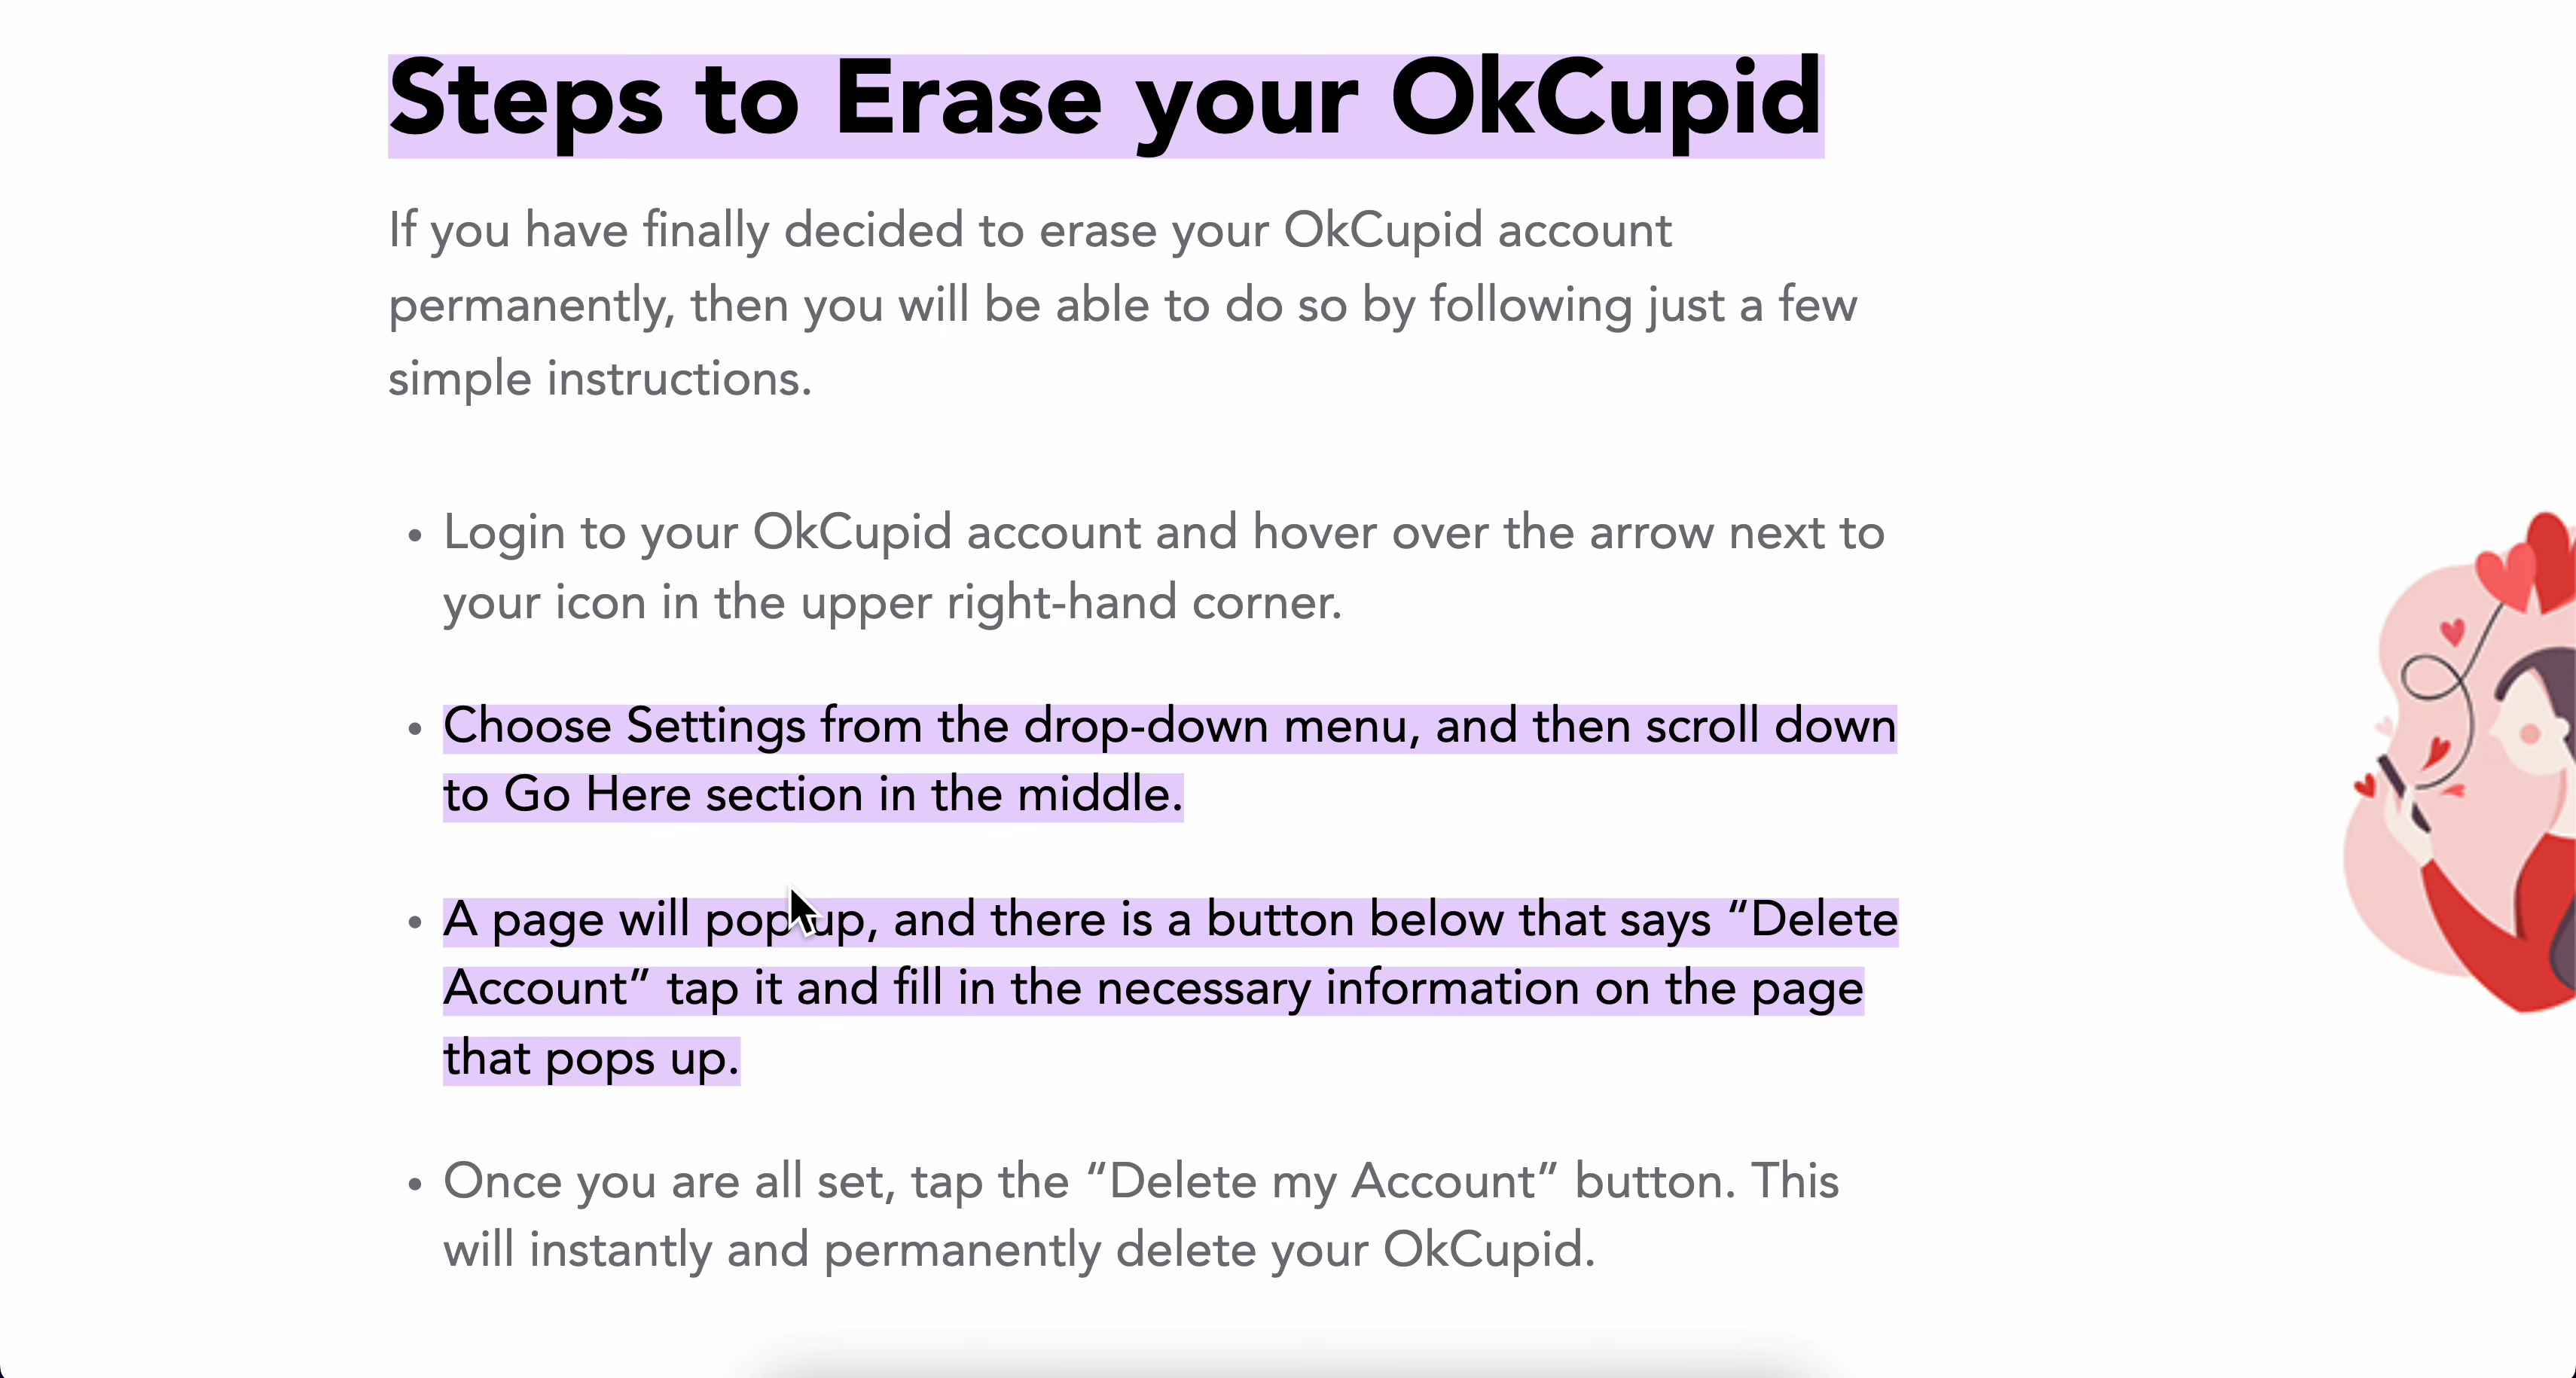 Steps to Erase your OkCupid
If you have finally decided to erase your OkCupid account
permanently, then you will be able to do so by following just a few
simple instructions.
• Login to your OkCupid account and hover over the arrow next to
your icon in the upper right-hand corner.
• Choose Settings from the drop-down menu, and then scroll down
to Go Here section in the middle.
• A page will pop up, and there is a button below that says “Delete
Account” tap it and fill in the necessary information on the page
that pops up.
• Once you are all set, tap the “Delete my Account” button. This
will instantly and permanently delete your OkCupid.